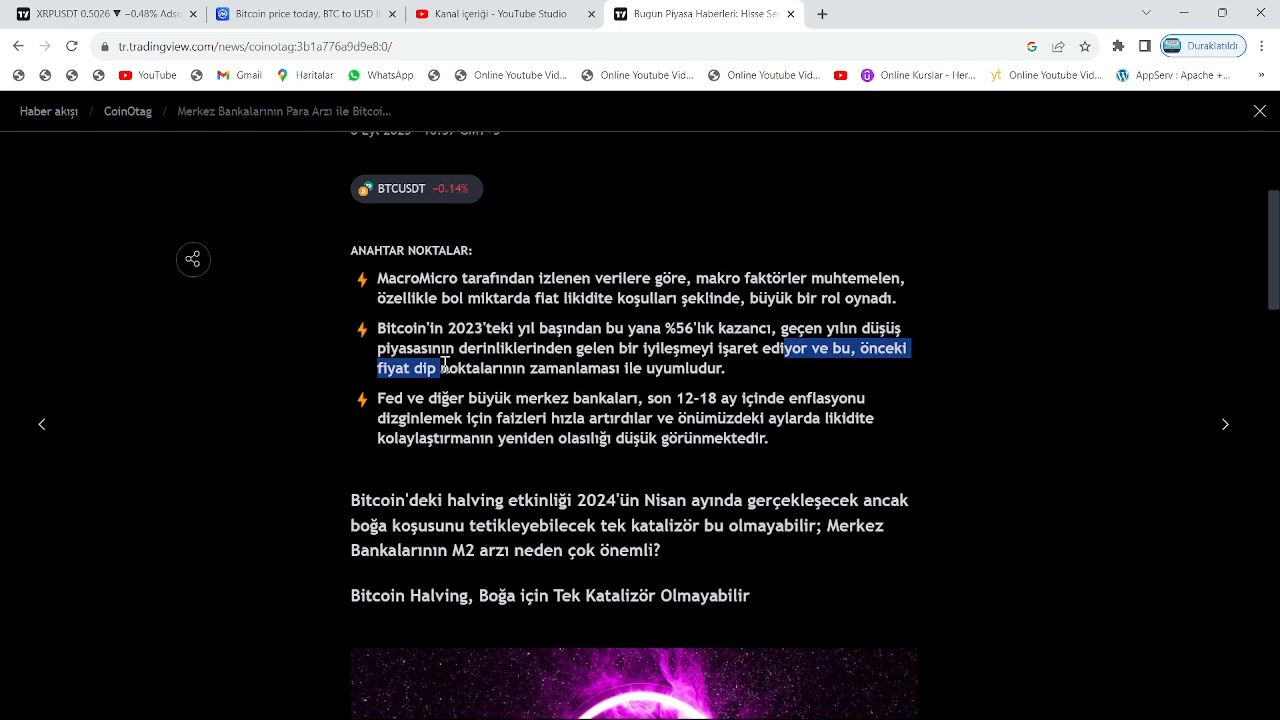 XRPUSDT 0.5026 ▼ −0.48% Adsı
Bitcoin price today, BTC to USD li
Kanal içeriği - YouTube Studio
Bugün Piyasa Haberleri: Hisse Sen
tr.tradingview.com/news/coinotag:3b1a776a9d9e8:0/
Duraklatıldı
YouTube
Gmail
Haritalar
WhatsApp
Online Youtube Vid...
Online Youtube Vid...
Online Youtube Vid...
Online Kurslar - Her...
Online Youtube Vid...
AppServ : Apache +...
»
Haber akışı / CoinOtag / Merkez Bankalarının Para Arzı ile Bitcoi...
BTCUSDT −0.14%
ANAHTAR NOKTALAR:
MacroMicro tarafından izlenen verilere göre, makro faktörler muhtemelen,
özellikle bol miktarda fiat likidite koşulları şeklinde, büyük bir rol oynadı.
Bitcoin'in 2023'teki yıl başından bu yana %56'lık kazancı, geçen yılın düşüş
piyasasının derinliklerinden gelen bir iyileşmeyi işaret ediyor ve bu, önceki
fiyat dip noktalarının zamanlaması ile uyumludur.
Fed ve diğer büyük merkez bankaları, son 12-18 ay içinde enflasyonu
dizginlemek için faizleri hızla artırdılar ve önümüzdeki aylarda likidite
kolaylaştırmanın yeniden olasılığı düşük görünmektedir.
Bitcoin'deki halving etkinliği 2024'ün Nisan ayında gerçekleşecek ancak
boğa koşusunu tetikleyebilecek tek katalizör bu olmayabilir; Merkez
Bankalarının M2 arzı neden çok önemli?
Bitcoin Halving, Boğa için Tek Katalizör Olmayabilir